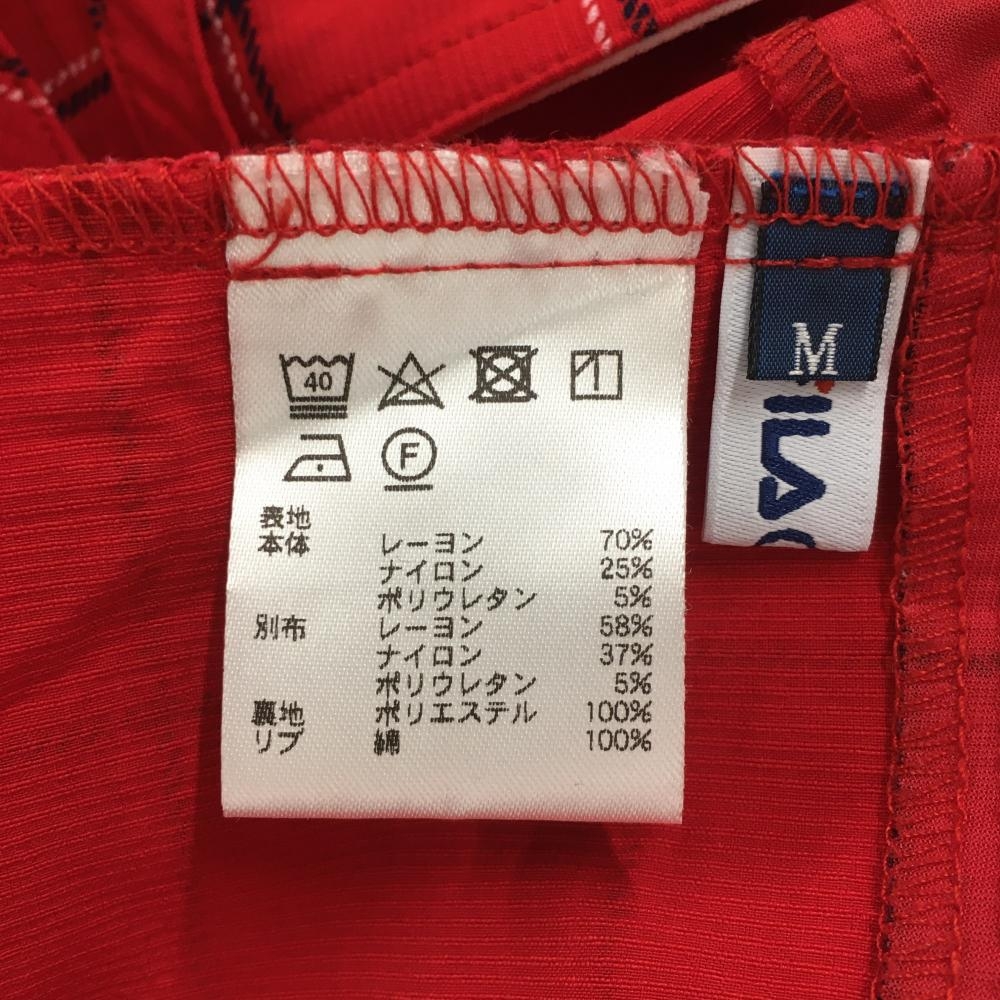 40
F
表地
本体 レーヨン 70%
ナイロン 25%
ポリウレタン 5%
別布 レーヨン 58%
ナイロン 37%
ポリウレタン 5%
裏地 ポリエステル 100%
リブ 綿 100%
M
ILA